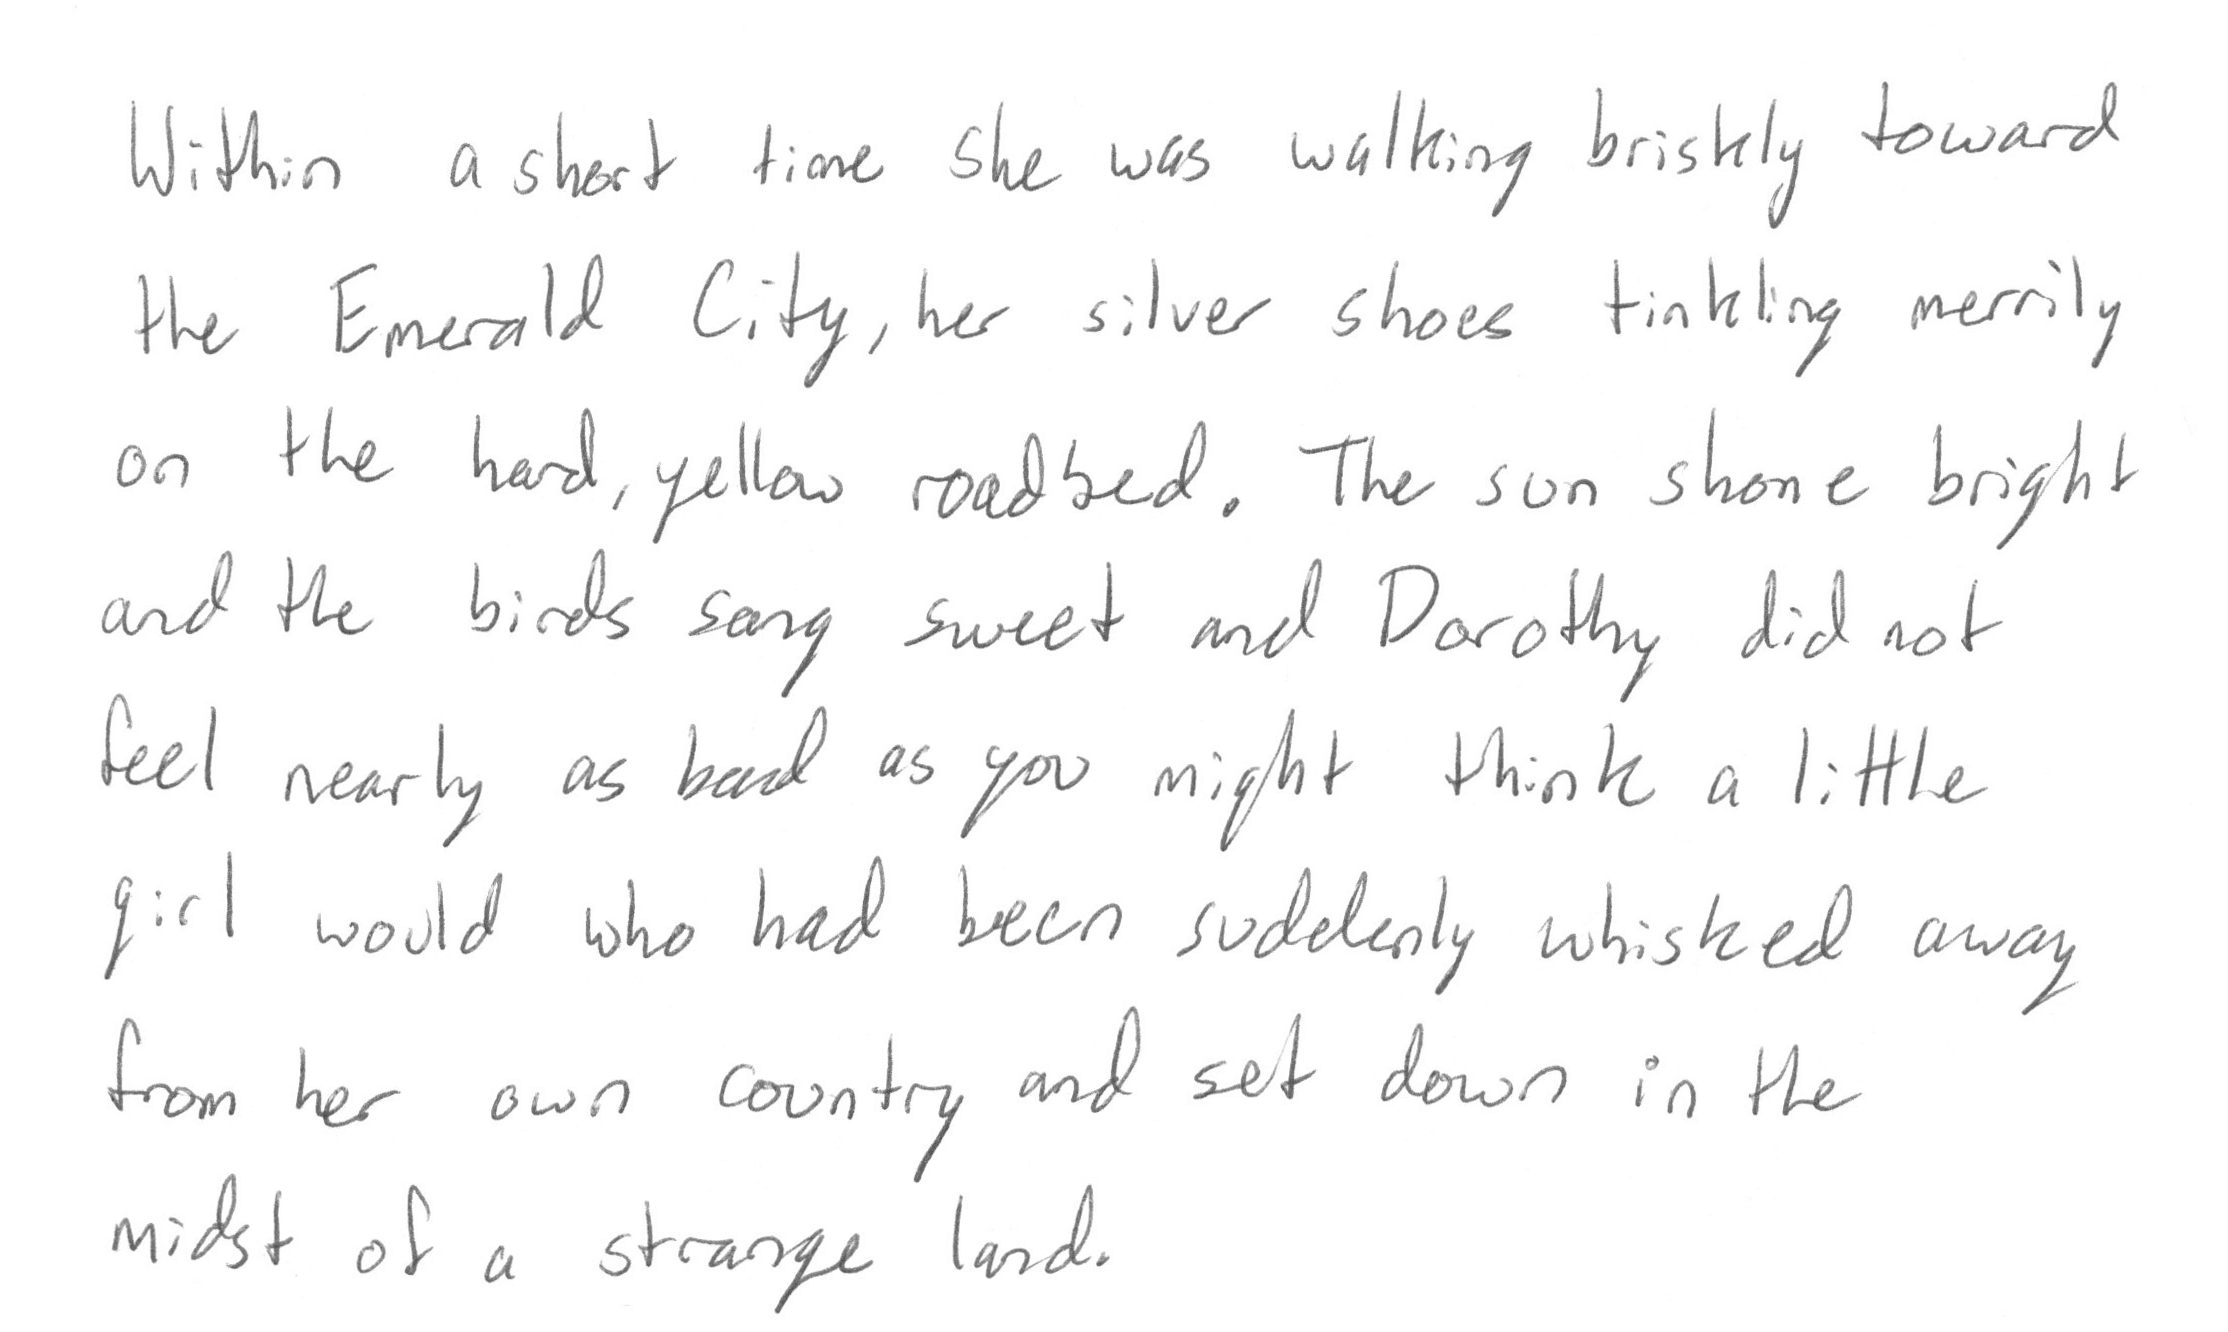 Within a short time she was walking briskly toward
the Emerald City, her silver shoes tinkling merrily
on the hard, yellow roadbed. The sun shone bright
and the birds sang sweet and Dorothy did not
feel nearly as bad as you might think a little
girl would who had been suddenly whisked away
from her own country and set down in the
midst of a strange land.